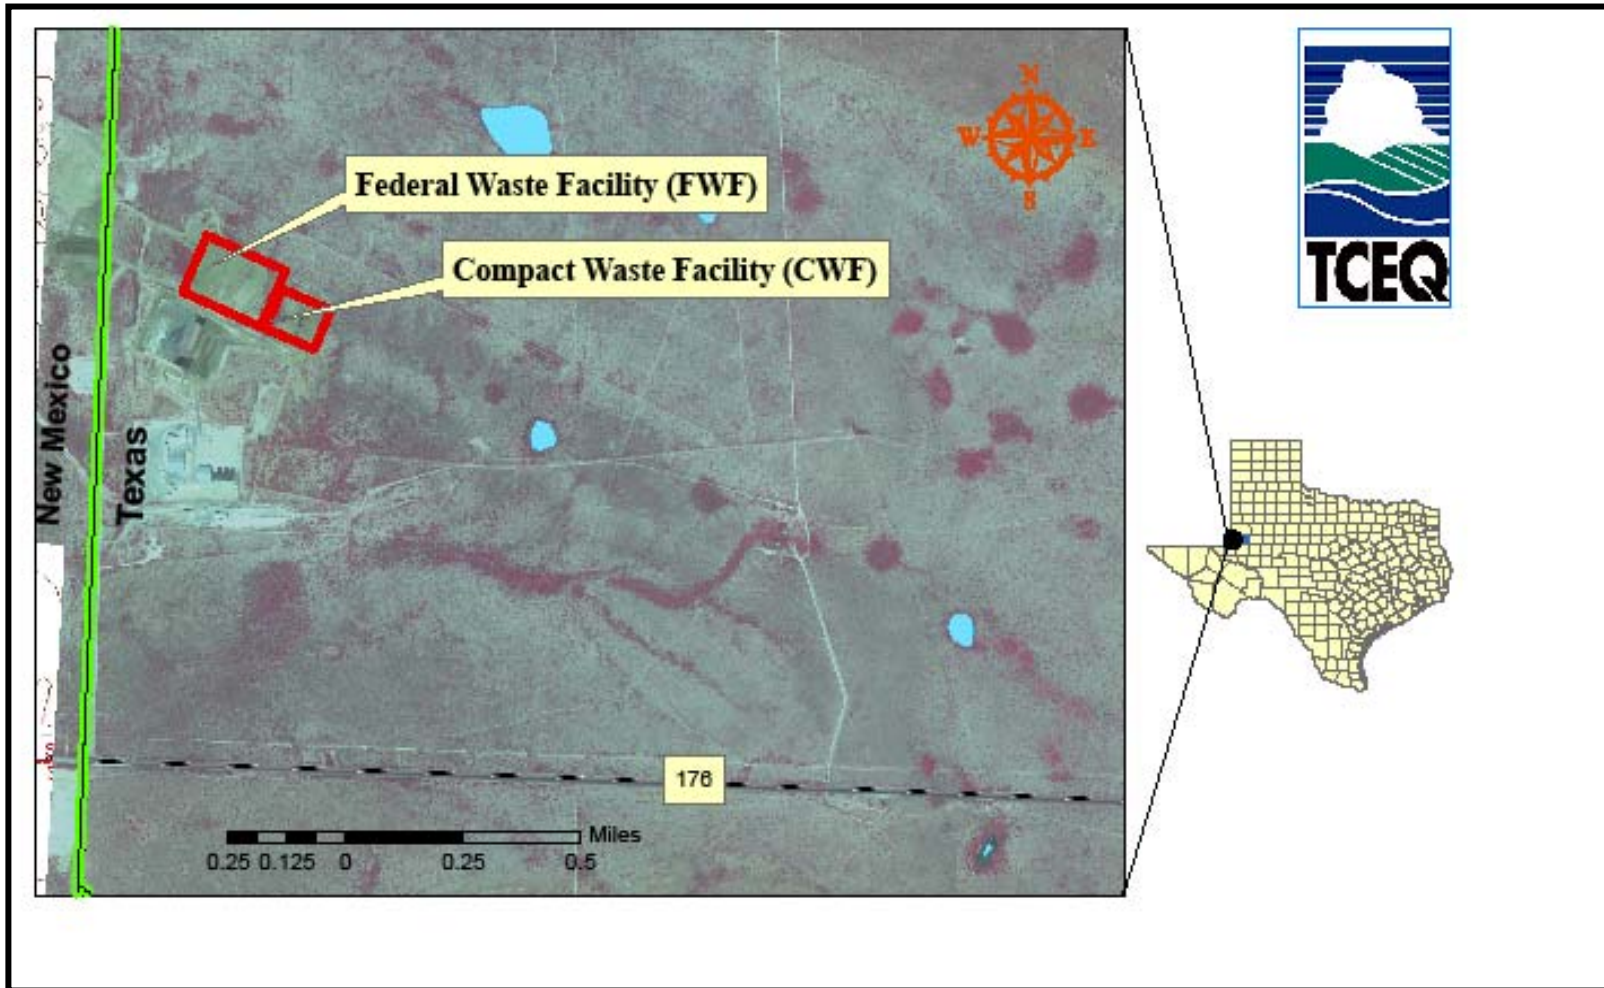 N
W E
S
Federal Waste Facility (FWF)
Compact Waste Facility (CWF)
New Mexico
Texas
176
Miles
0.25 0.125 0 0.25 0.5
TCEQ